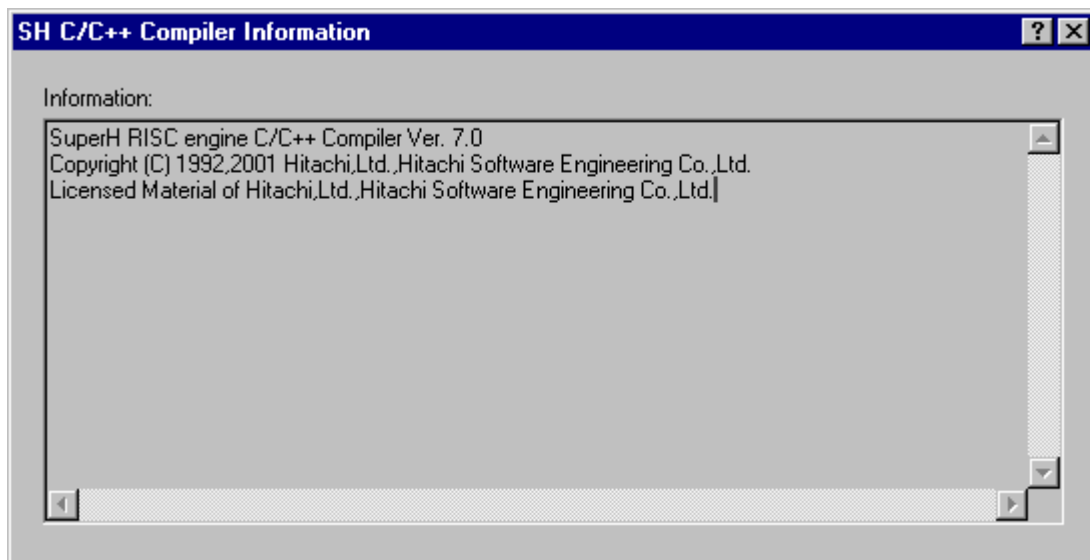 SH C/C++ Compiler Information
Information:
SuperH RISC engine C/C++ Compiler Ver. 7.0
Copyright (C) 1992,2001 Hitachi,Ltd.,Hitachi Software Engineering Co.,Ltd.
Licensed Material of Hitachi,Ltd.,Hitachi Software Engineering Co.,Ltd.